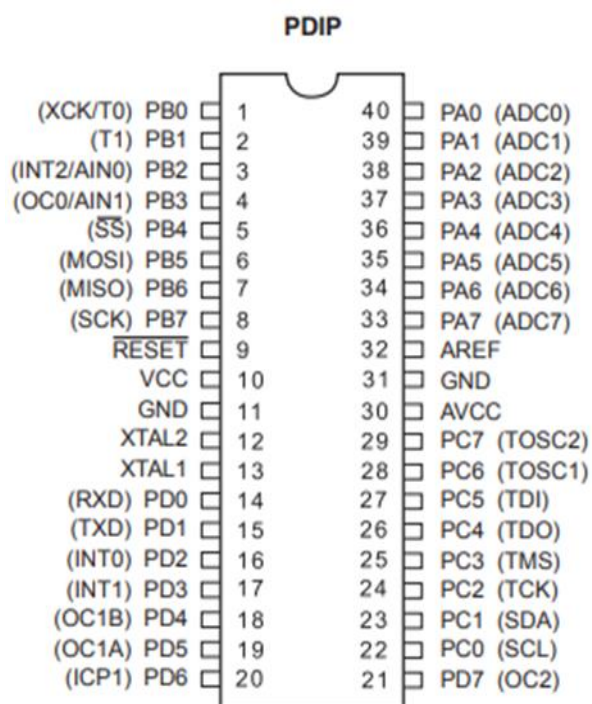 PDIP
(XCK/T0) PB0 1 40 PA0 (ADC0)
(T1) PB1 2 39 PA1 (ADC1)
(INT2/AIN0) PB2 3 38 PA2 (ADC2)
(OC0/AIN1) PB3 4 37 PA3 (ADC3)
(S̅S̅) PB4 5 36 PA4 (ADC4)
(MOSI) PB5 6 35 PA5 (ADC5)
(MISO) PB6 7 34 PA6 (ADC6)
(SCK) PB7 8 33 PA7 (ADC7)
R̅E̅S̅E̅T̅ 9 32 AREF
VCC 10 31 GND
GND 11 30 AVCC
XTAL2 12 29 PC7 (TOSC2)
XTAL1 13 28 PC6 (TOSC1)
(RXD) PD0 14 27 PC5 (TDI)
(TXD) PD1 15 26 PC4 (TDO)
(INT0) PD2 16 25 PC3 (TMS)
(INT1) PD3 17 24 PC2 (TCK)
(OC1B) PD4 18 23 PC1 (SDA)
(OC1A) PD5 19 22 PC0 (SCL)
(ICP1) PD6 20 21 PD7 (OC2)